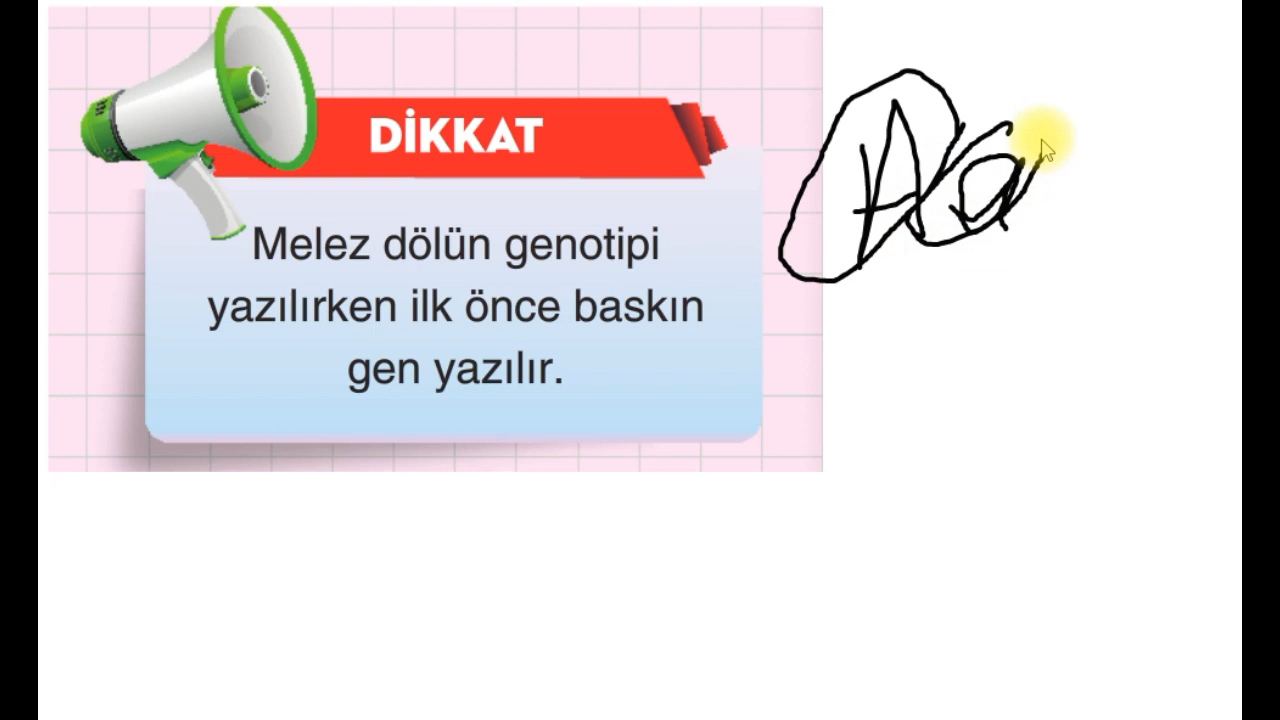 DİKKAT
Melez dölün genotipi
yazılırken ilk önce baskın
gen yazılır.
Aa